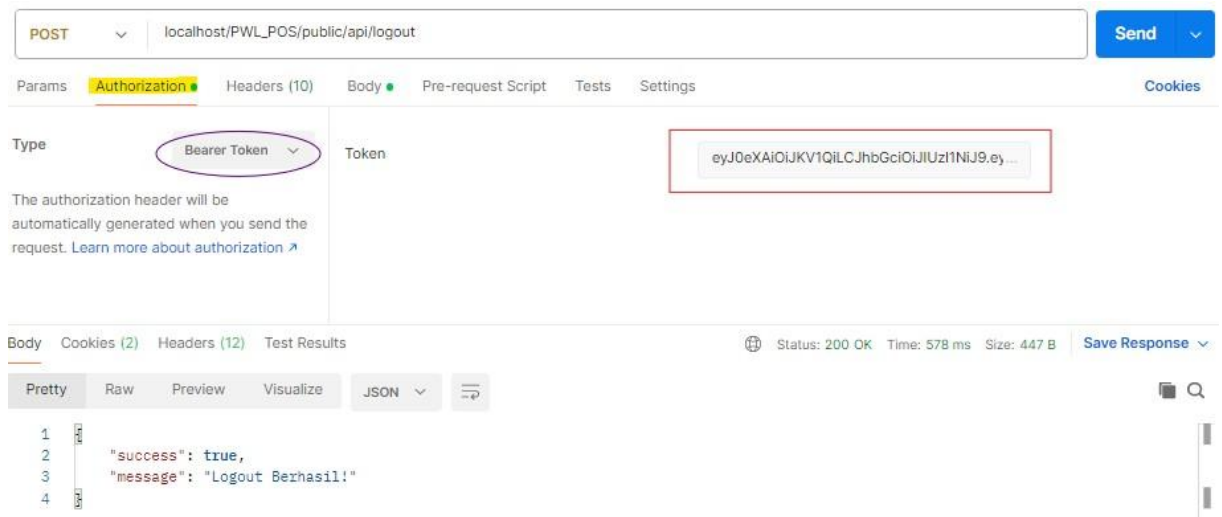 POST localhost/PWL_POS/public/api/logout Send
Params Authorization Headers (10) Body Pre-request Script Tests Settings Cookies
Type Bearer Token Token eyJ0eXAiOiJKV1QiLCJhbGciOiJIUzI1NiJ9.ey...
The authorization header will be
automatically generated when you send the
request. Learn more about authorization ↗
Body Cookies (2) Headers (12) Test Results Status: 200 OK Time: 578 ms Size: 447 B Save Response
Pretty Raw Preview Visualize JSON
1 {
2 "success": true,
3 "message": "Logout Berhasil!"
4 }